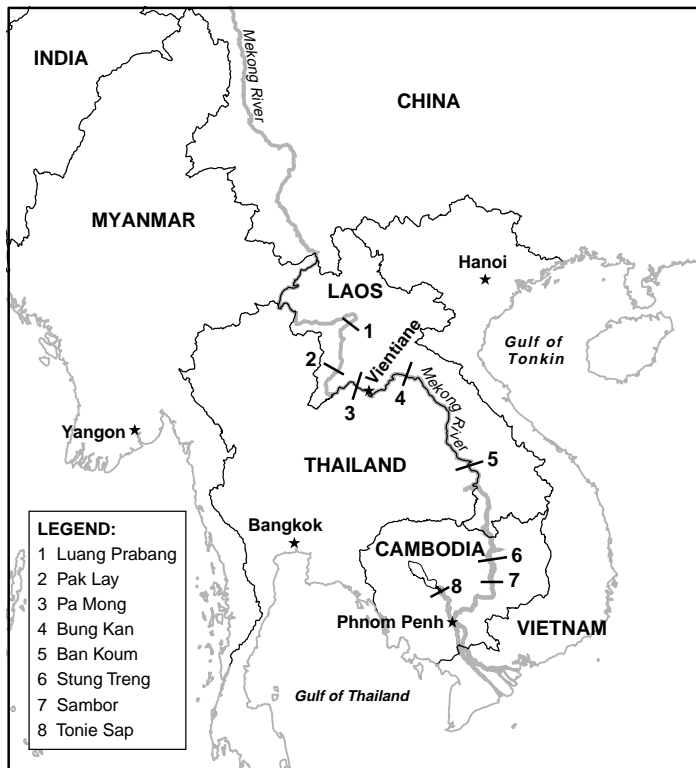 INDIA
Mekong River
CHINA
MYANMAR
Hanoi
LAOS
1
Gulf of
Tonkin
Vientiane
2
3
4
Mekong River
Yangon
THAILAND
5
Bangkok
LEGEND:
1 Luang Prabang
2 Pak Lay
3 Pa Mong
4 Bung Kan
5 Ban Koum
6 Stung Treng
7 Sambor
8 Tonie Sap
CAMBODIA
6
7
8
Phnom Penh
VIETNAM
Gulf of Thailand